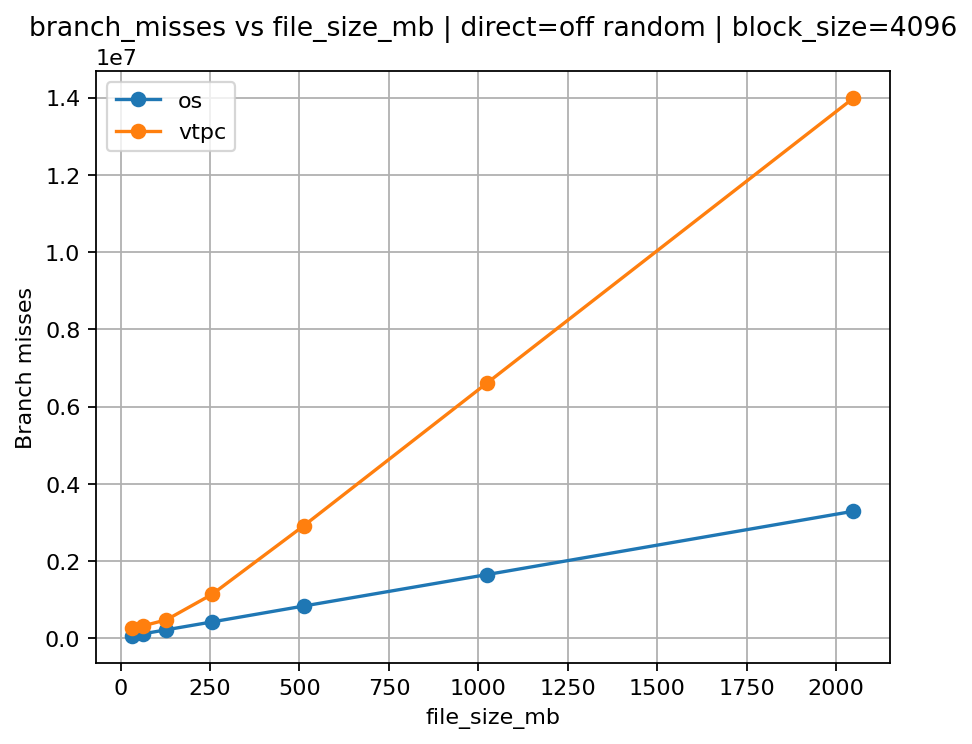 branch_misses vs file_size_mb | direct=off random | block_size=4096
1e7
os
vtpc
1.4
1.2
1.0
0.8
0.6
0.4
0.2
0.0
Branch misses
0 250 500 750 1000 1250 1500 1750 2000
file_size_mb